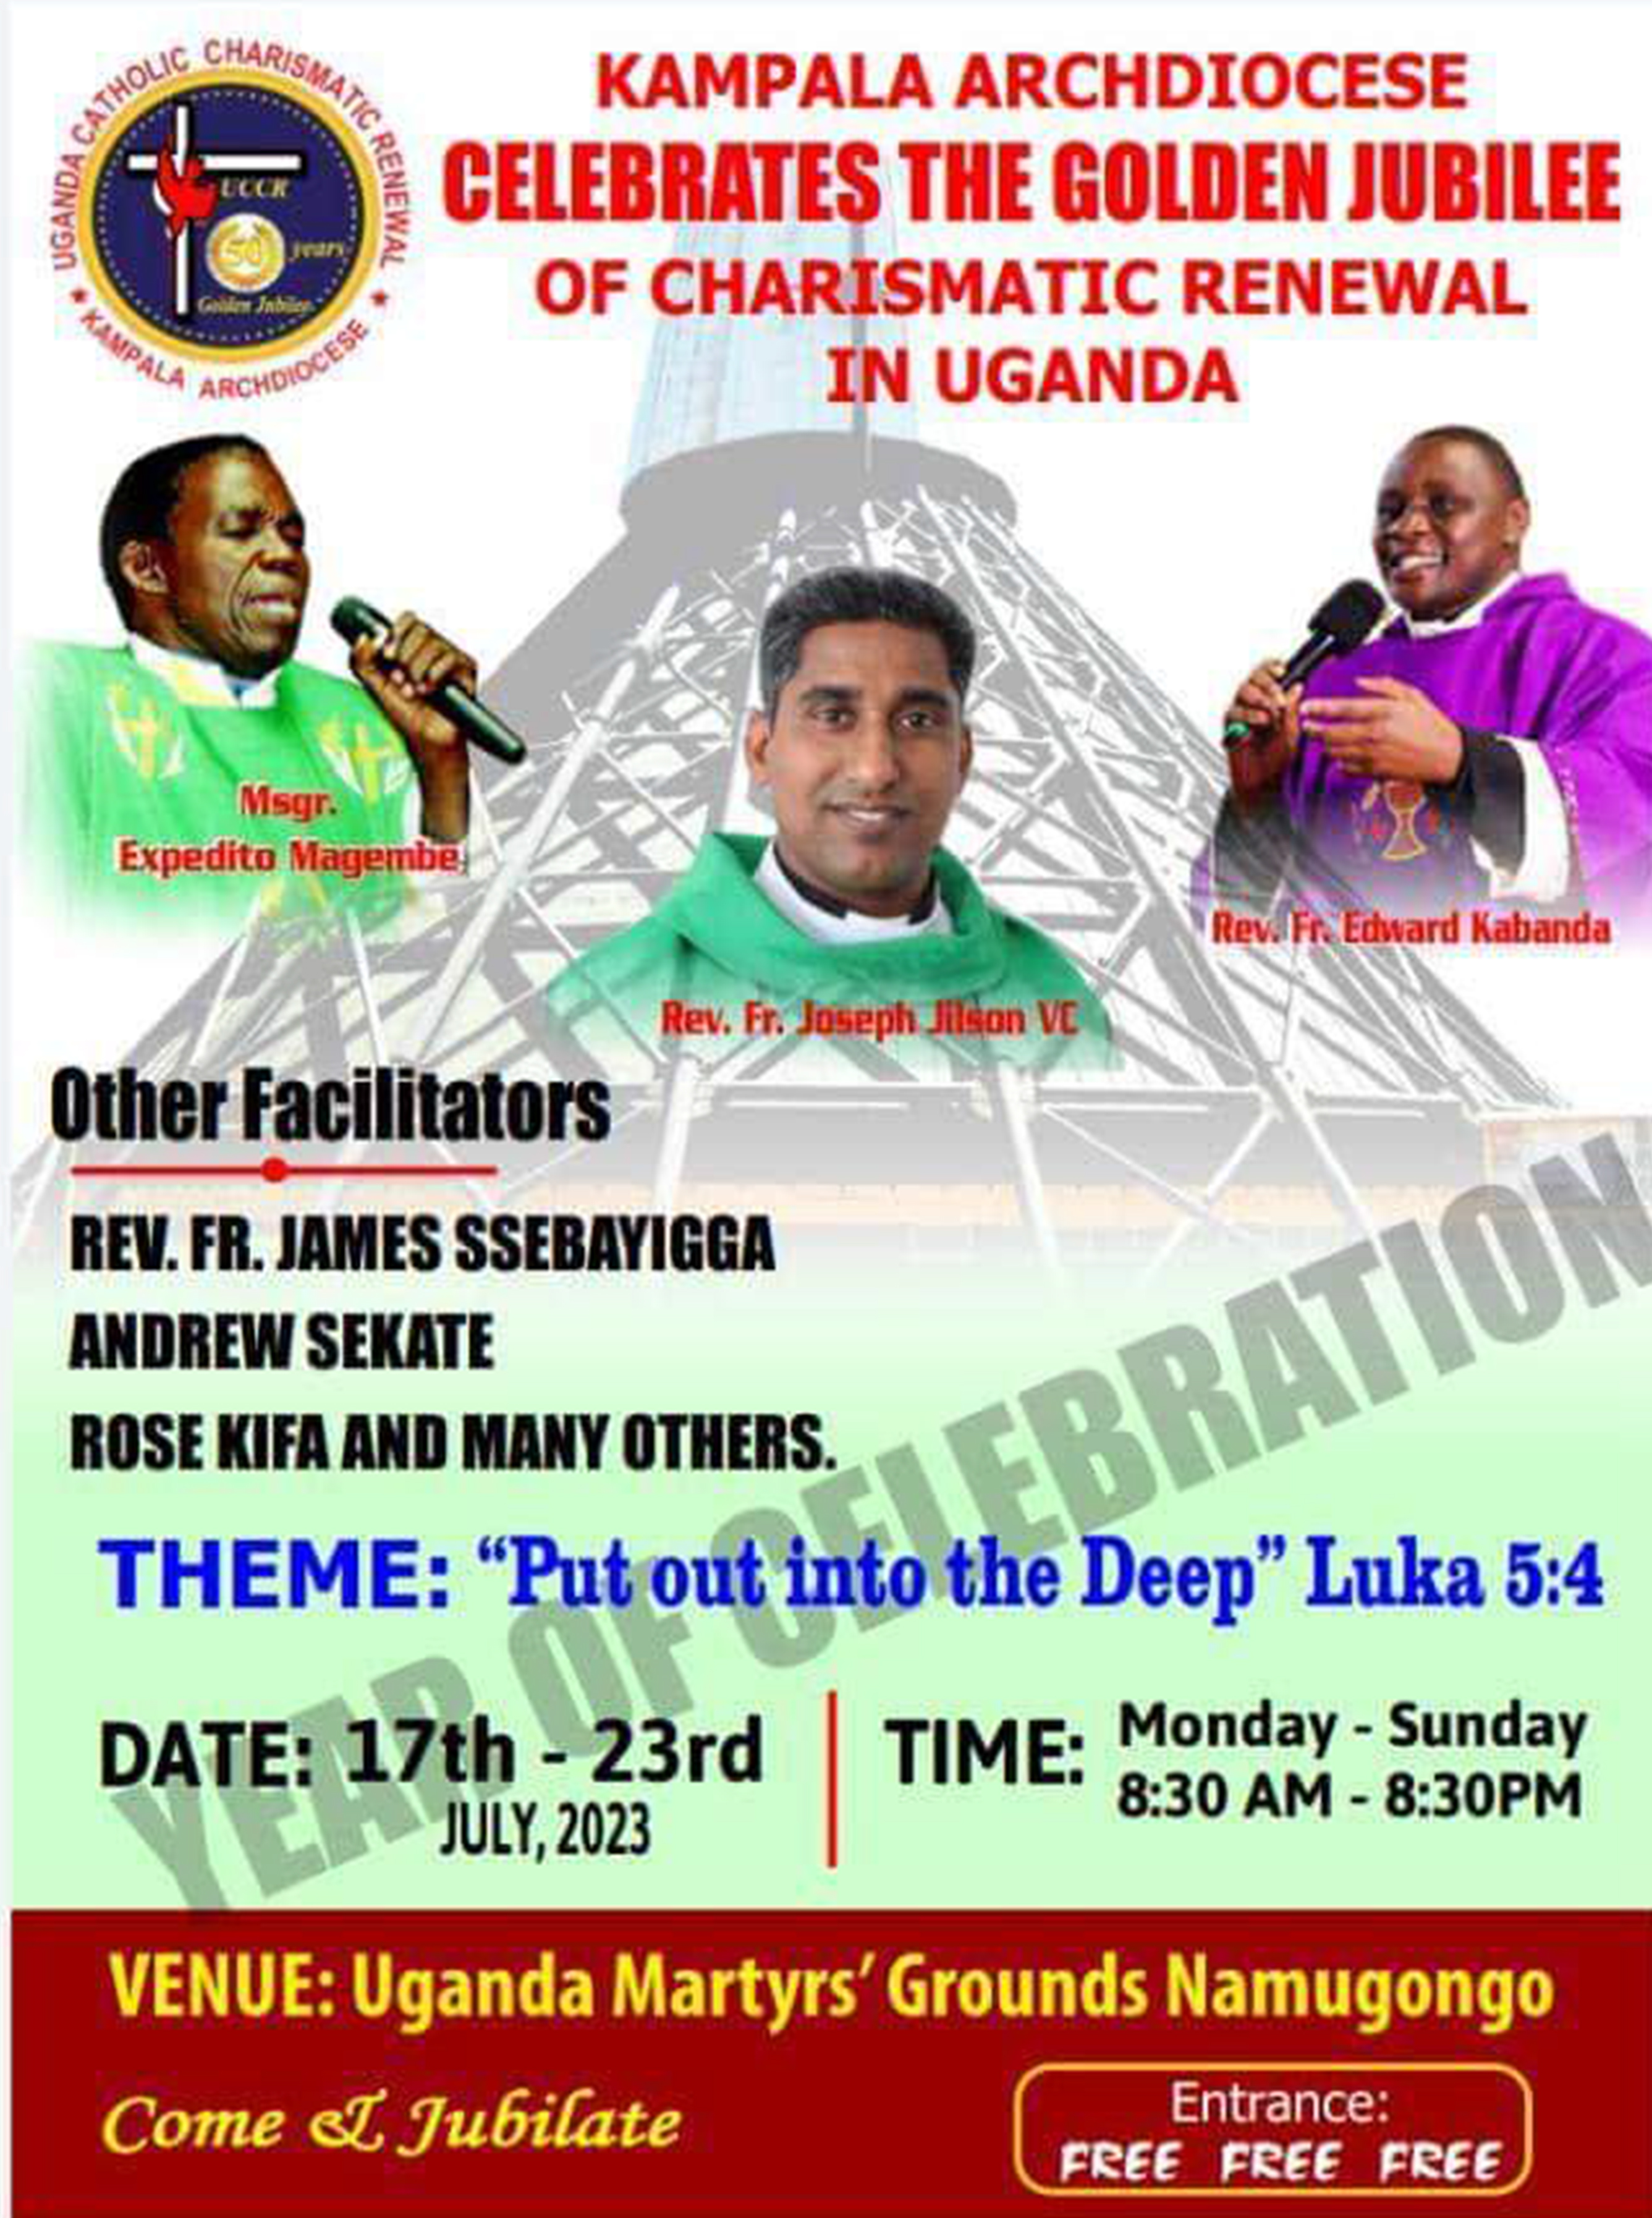 UGANDA CATHOLIC CHARISMATIC RENEWAL
KAMPALA ARCHDIOCESE
UCCR
50 years
Golden Jubilee
KAMPALA ARCHDIOCESE
CELEBRATES THE GOLDEN JUBILEE
OF CHARISMATIC RENEWAL
IN UGANDA
Msgr.
Expedito Magembe
Rev. Fr. Joseph Jilson VC
Rev. Fr. Edward Kabanda
Other Facilitators
REV. FR. JAMES SSEBAYIGGA
ANDREW SEKATE
ROSE KIFA AND MANY OTHERS.
YEAR OF CELEBRATION
THEME: “Put out into the Deep” Luka 5:4
DATE: 17th - 23rd
JULY, 2023
TIME: Monday - Sunday
8:30 AM - 8:30PM
VENUE: Uganda Martyrs’ Grounds Namugongo
Come & Jubilate
Entrance:
FREE FREE FREE